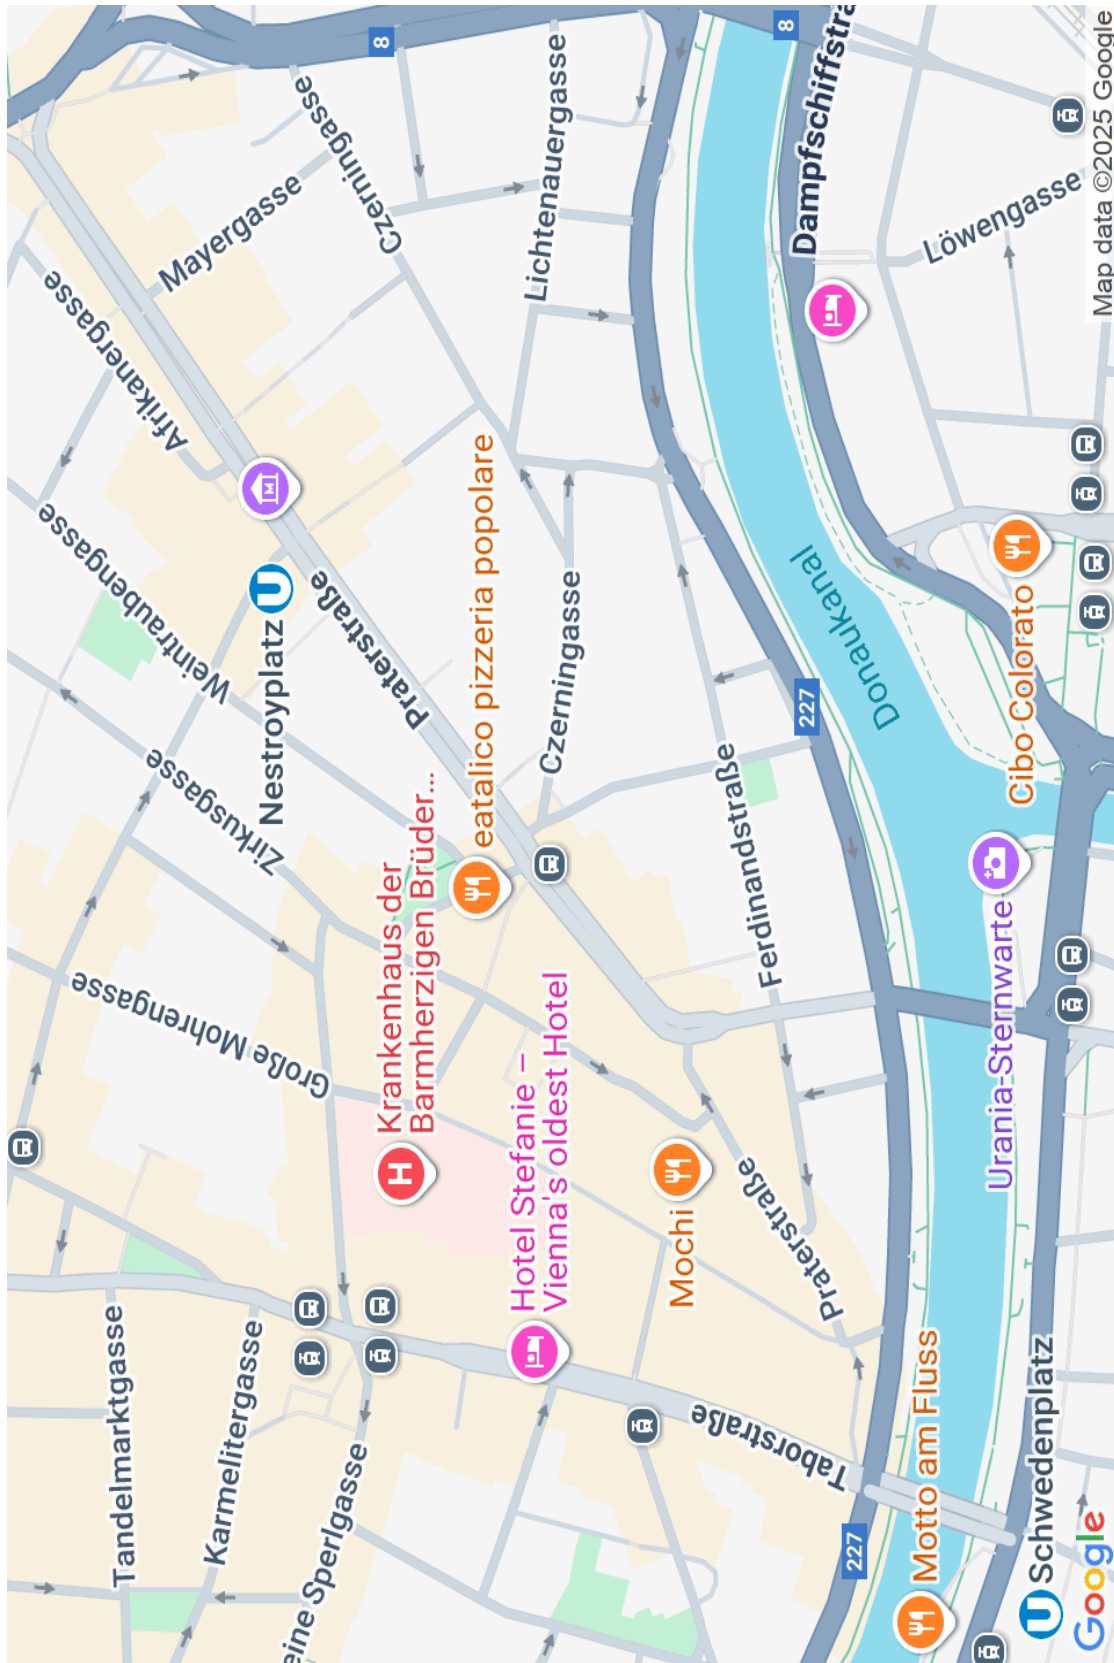 Tandelmarktgasse
Karmelitergasse
eine Sperlgasse
Große Mohrengasse
Zirkusgasse
Weintraubengasse
Afrikanergasse
Mayergasse
Czerningasse
8
Nestroyplatz
U
Praterstraße
Krankenhaus der
Barmherzigen Brüder...
H
eatalico pizzeria popolare
Hotel Stefanie –
Vienna's oldest Hotel
Czerningasse
Lichtenauergasse
Mochi
Taborstraße
Praterstraße
Ferdinandstraße
227
227
Donaukanal
8
Dampfschiffstra
Löwengasse
Motto am Fluss
Urania-Sternwarte
Cibo Colorato
U
Schwedenplatz
Google
Map data ©2025 Google